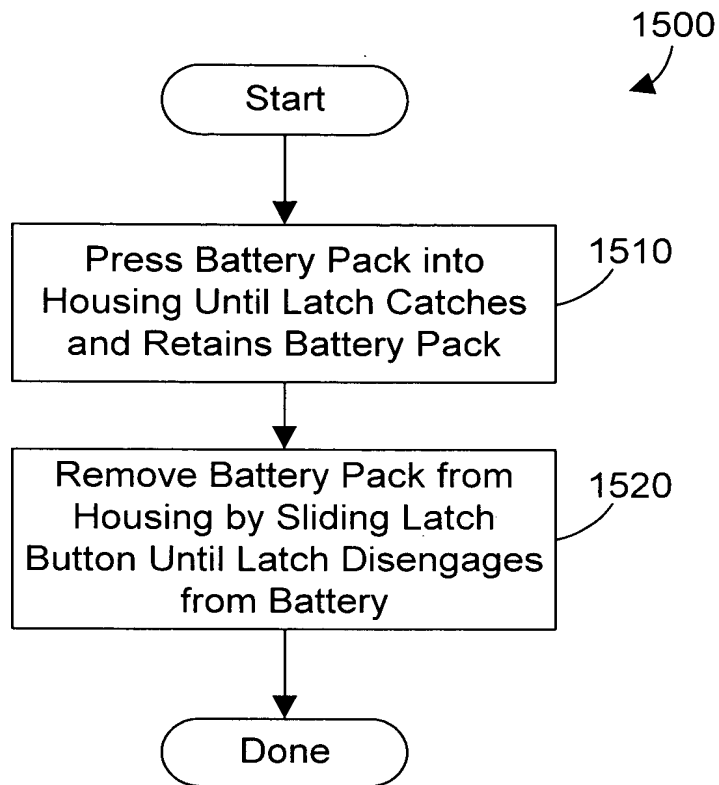 1500
Start
Press Battery Pack into
Housing Until Latch Catches
and Retains Battery Pack
1510
Remove Battery Pack from
Housing by Sliding Latch
Button Until Latch Disengages
from Battery
1520
Done